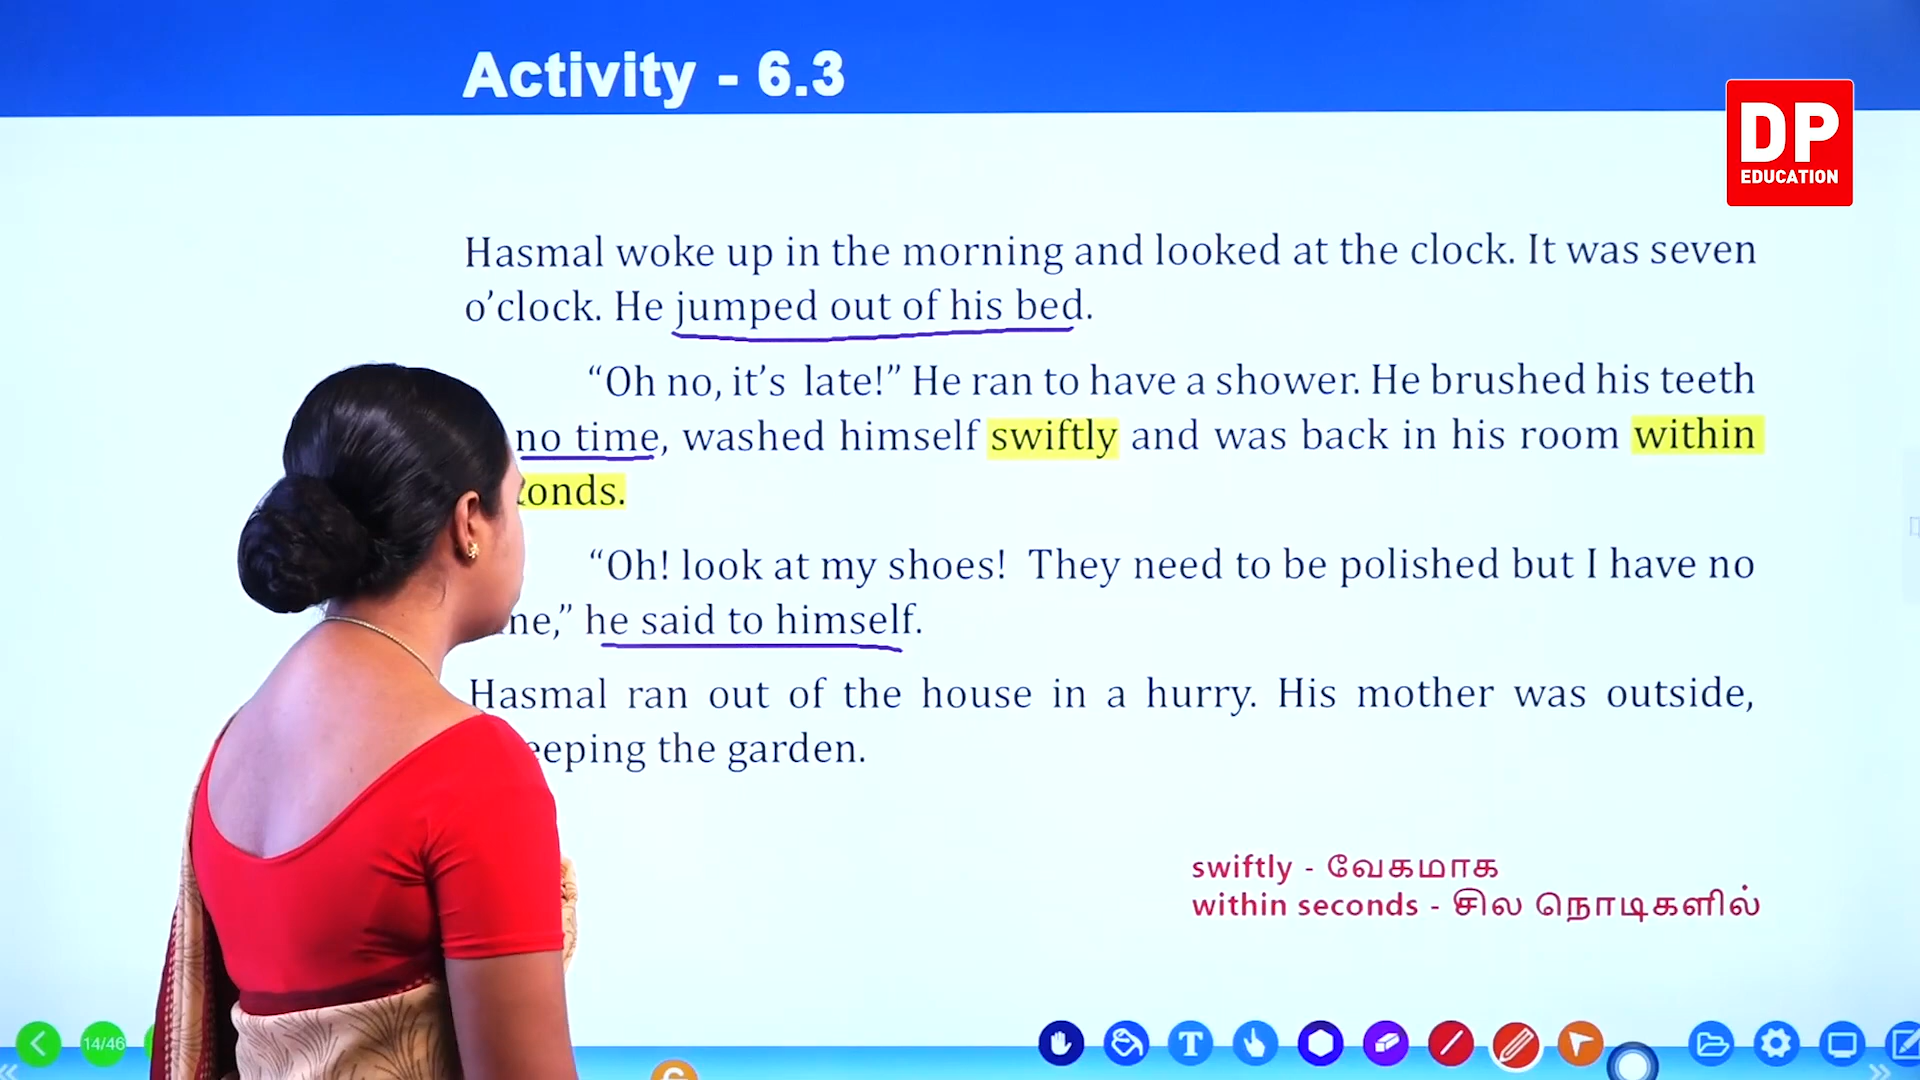 Activity - 6.3
DP
EDUCATION
Hasmal woke up in the morning and looked at the clock. It was seven
o’clock. He jumped out of his bed.
“Oh no, it’s late!” He ran to have a shower. He brushed his teeth
no time, washed himself swiftly and was back in his room within
“Oh! look at my shoes! They need to be polished but I have no
he said to himself.
Hasmal ran out of the house in a hurry. His mother was outside,
the garden.
swiftly - வேகமாக
within seconds - சில நொடிகளில்
14/46
T